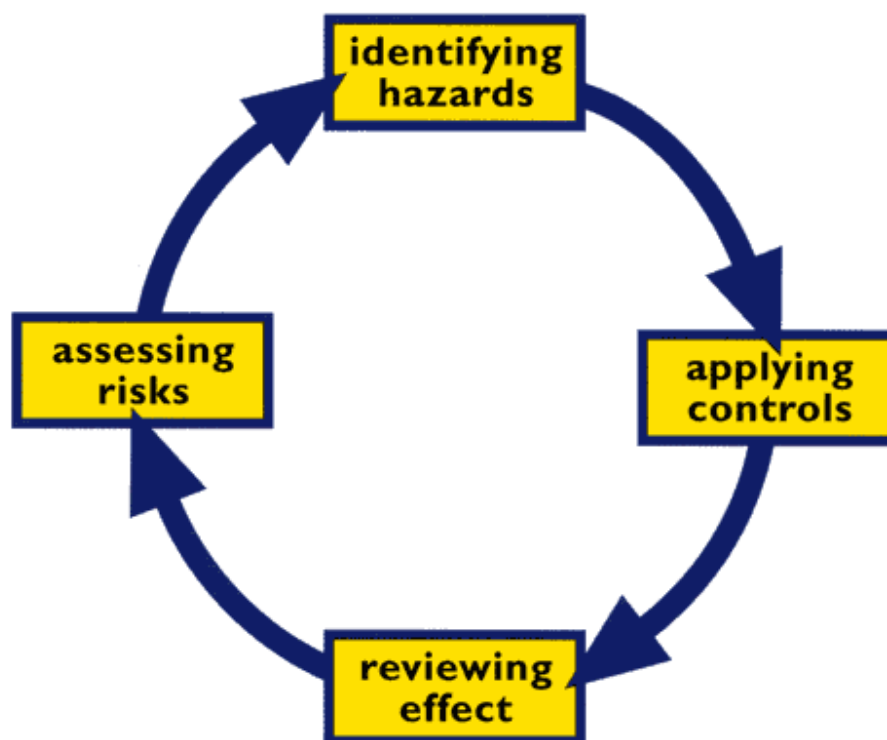 identifying
hazards
assessing
risks
applying
controls
reviewing
effect